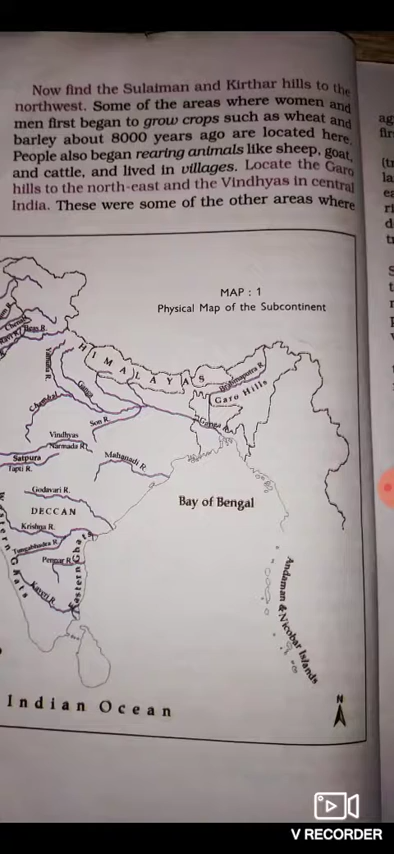 Now find the Sulaiman and Kirthar hills to the
northwest. Some of the areas where women and
men first began to grow crops such as wheat and
barley about 8000 years ago are located here.
People also began rearing animals like sheep, goat,
and cattle, and lived in villages. Locate the Garo
hills to the north-east and the Vindhyas in central
India. These were some of the other areas where
MAP : 1
Physical Map of the Subcontinent
HIMALAYAS
Brahmaputra R.
Garo Hills
Yamuna R.
Ganga
Ganga R.
Chambal
Son R.
Vindhyas
Narmada R.
Satpura
Tapti R.
Mahanadi R.
Godavari R.
DECCAN
Krishna R.
Tungabhadra R.
Pennar R.
Kaveri R.
Western Ghats
Eastern Ghats
Bay of Bengal
Andaman & Nicobar Islands
Indian Ocean
N
V RECORDER